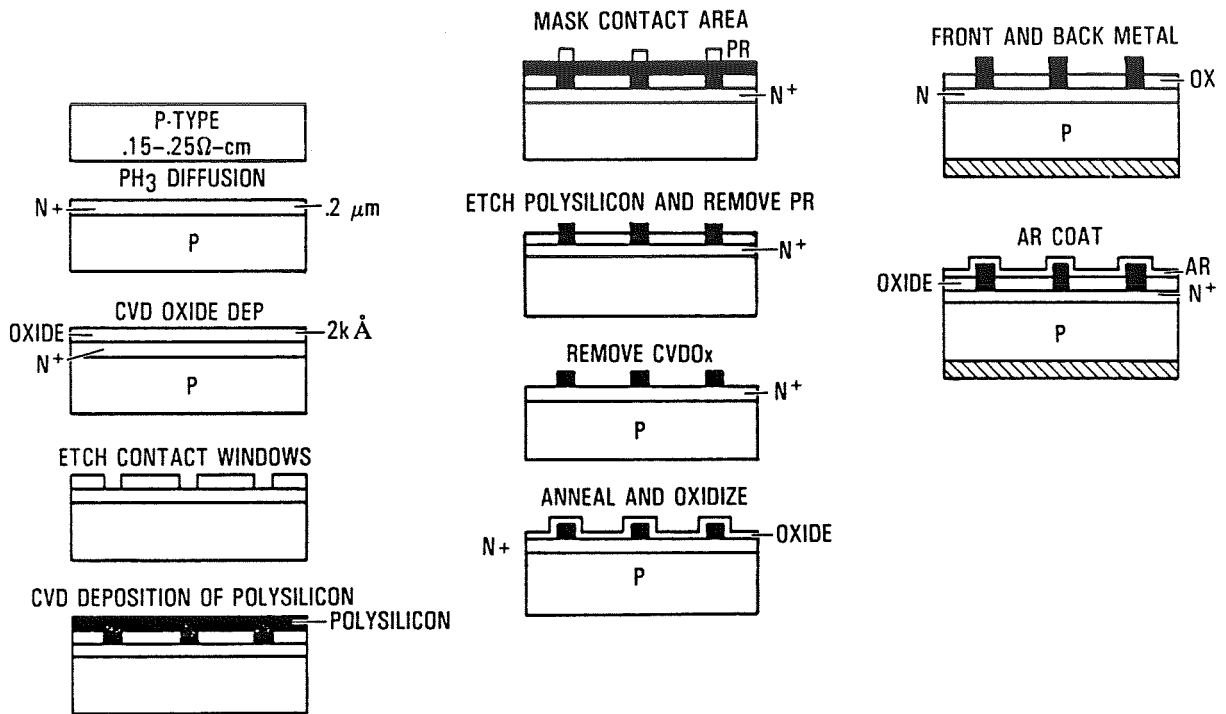 P-TYPE
.15–.25Ω-cm
PH3 DIFFUSION
N+
.2 μm
P
CVD OXIDE DEP
OXIDE
2k Å
N+
P
ETCH CONTACT WINDOWS
CVD DEPOSITION OF POLYSILICON
POLYSILICON
MASK CONTACT AREA
PR
N+
ETCH POLYSILICON AND REMOVE PR
N+
REMOVE CVDOx
N+
P
ANNEAL AND OXIDIZE
OXIDE
N+
P
FRONT AND BACK METAL
OX
N
P
AR COAT
AR
OXIDE
N+
P